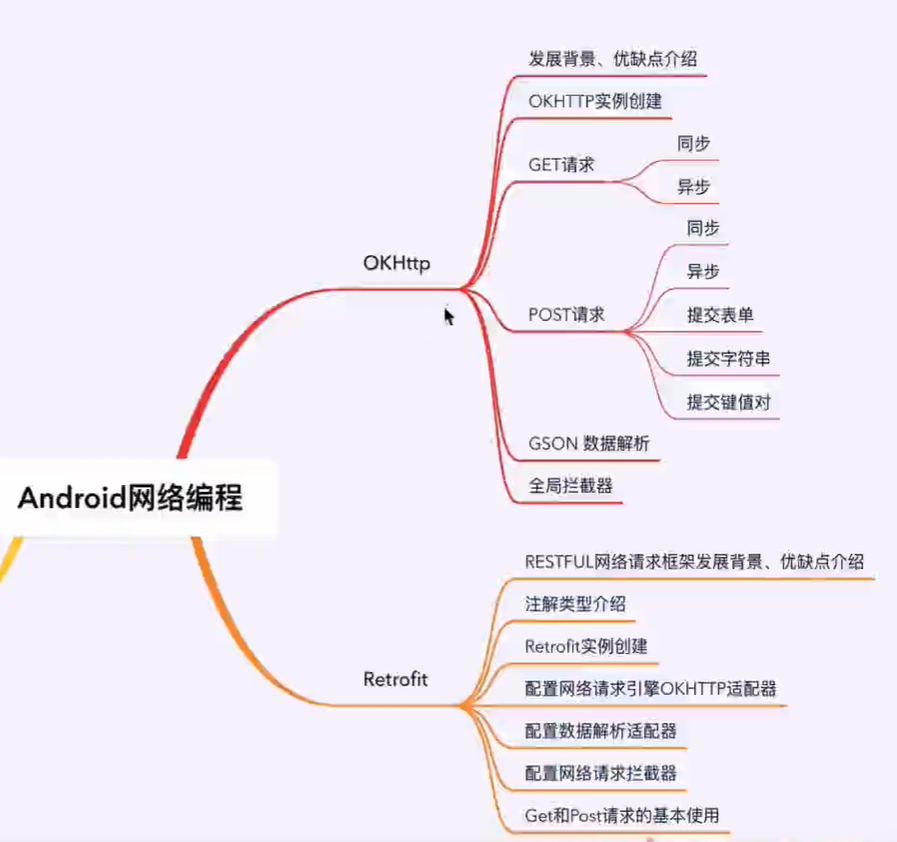 发展背景、优缺点介绍
OKHTTP实例创建
同步
GET请求
异步
同步
OKHttp
异步
POST请求
提交表单
提交字符串
提交键值对
GSON 数据解析
全局拦截器
Android网络编程
RESTFUL网络请求框架发展背景、优缺点介绍
注解类型介绍
Retrofit实例创建
Retrofit
配置网络请求引擎OKHTTP适配器
配置数据解析适配器
配置网络请求拦截器
Get和Post请求的基本使用